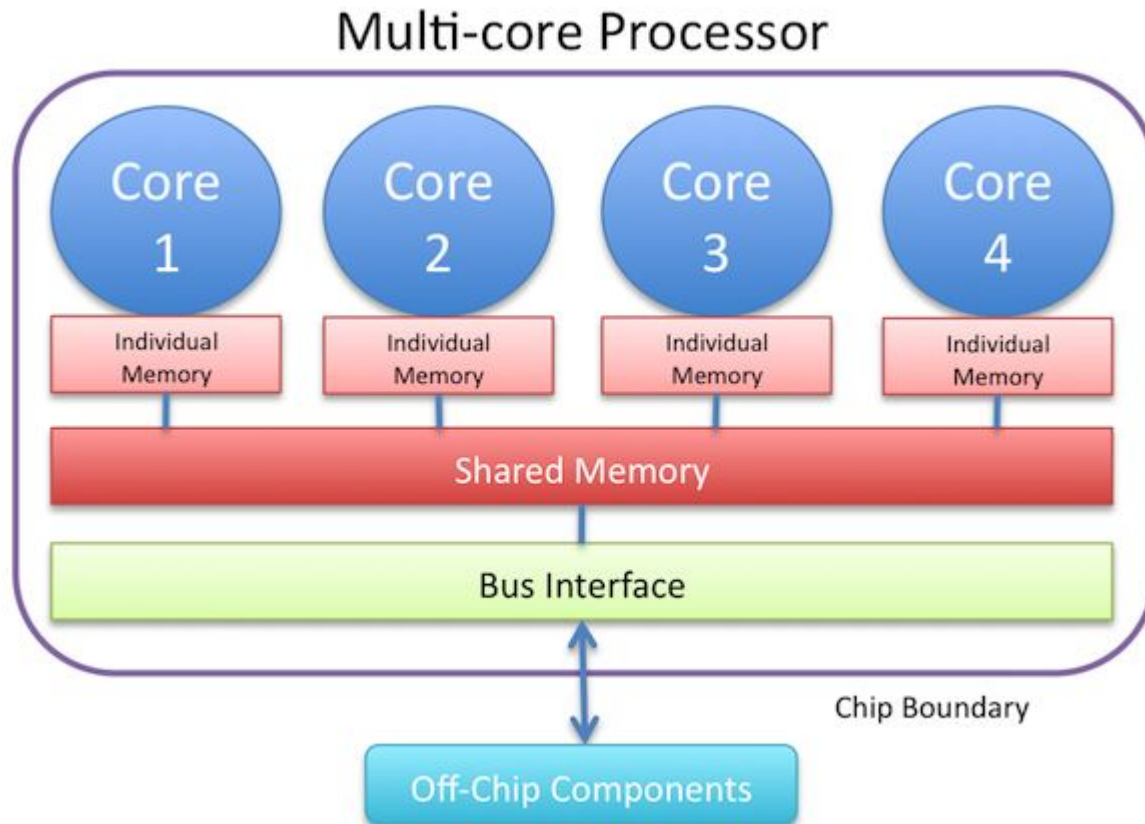 Multi-core Processor
Core
1
Core
2
Core
3
Core
4
Individual
Memory
Individual
Memory
Individual
Memory
Individual
Memory
Shared Memory
Bus Interface
Chip Boundary
Off-Chip Components